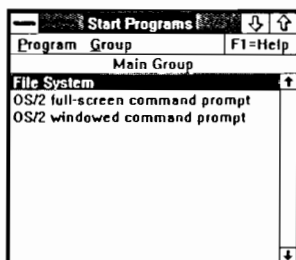 Start Programs
Program Group F1=Help
Main Group
File System
OS/2 full-screen command prompt
OS/2 windowed command prompt